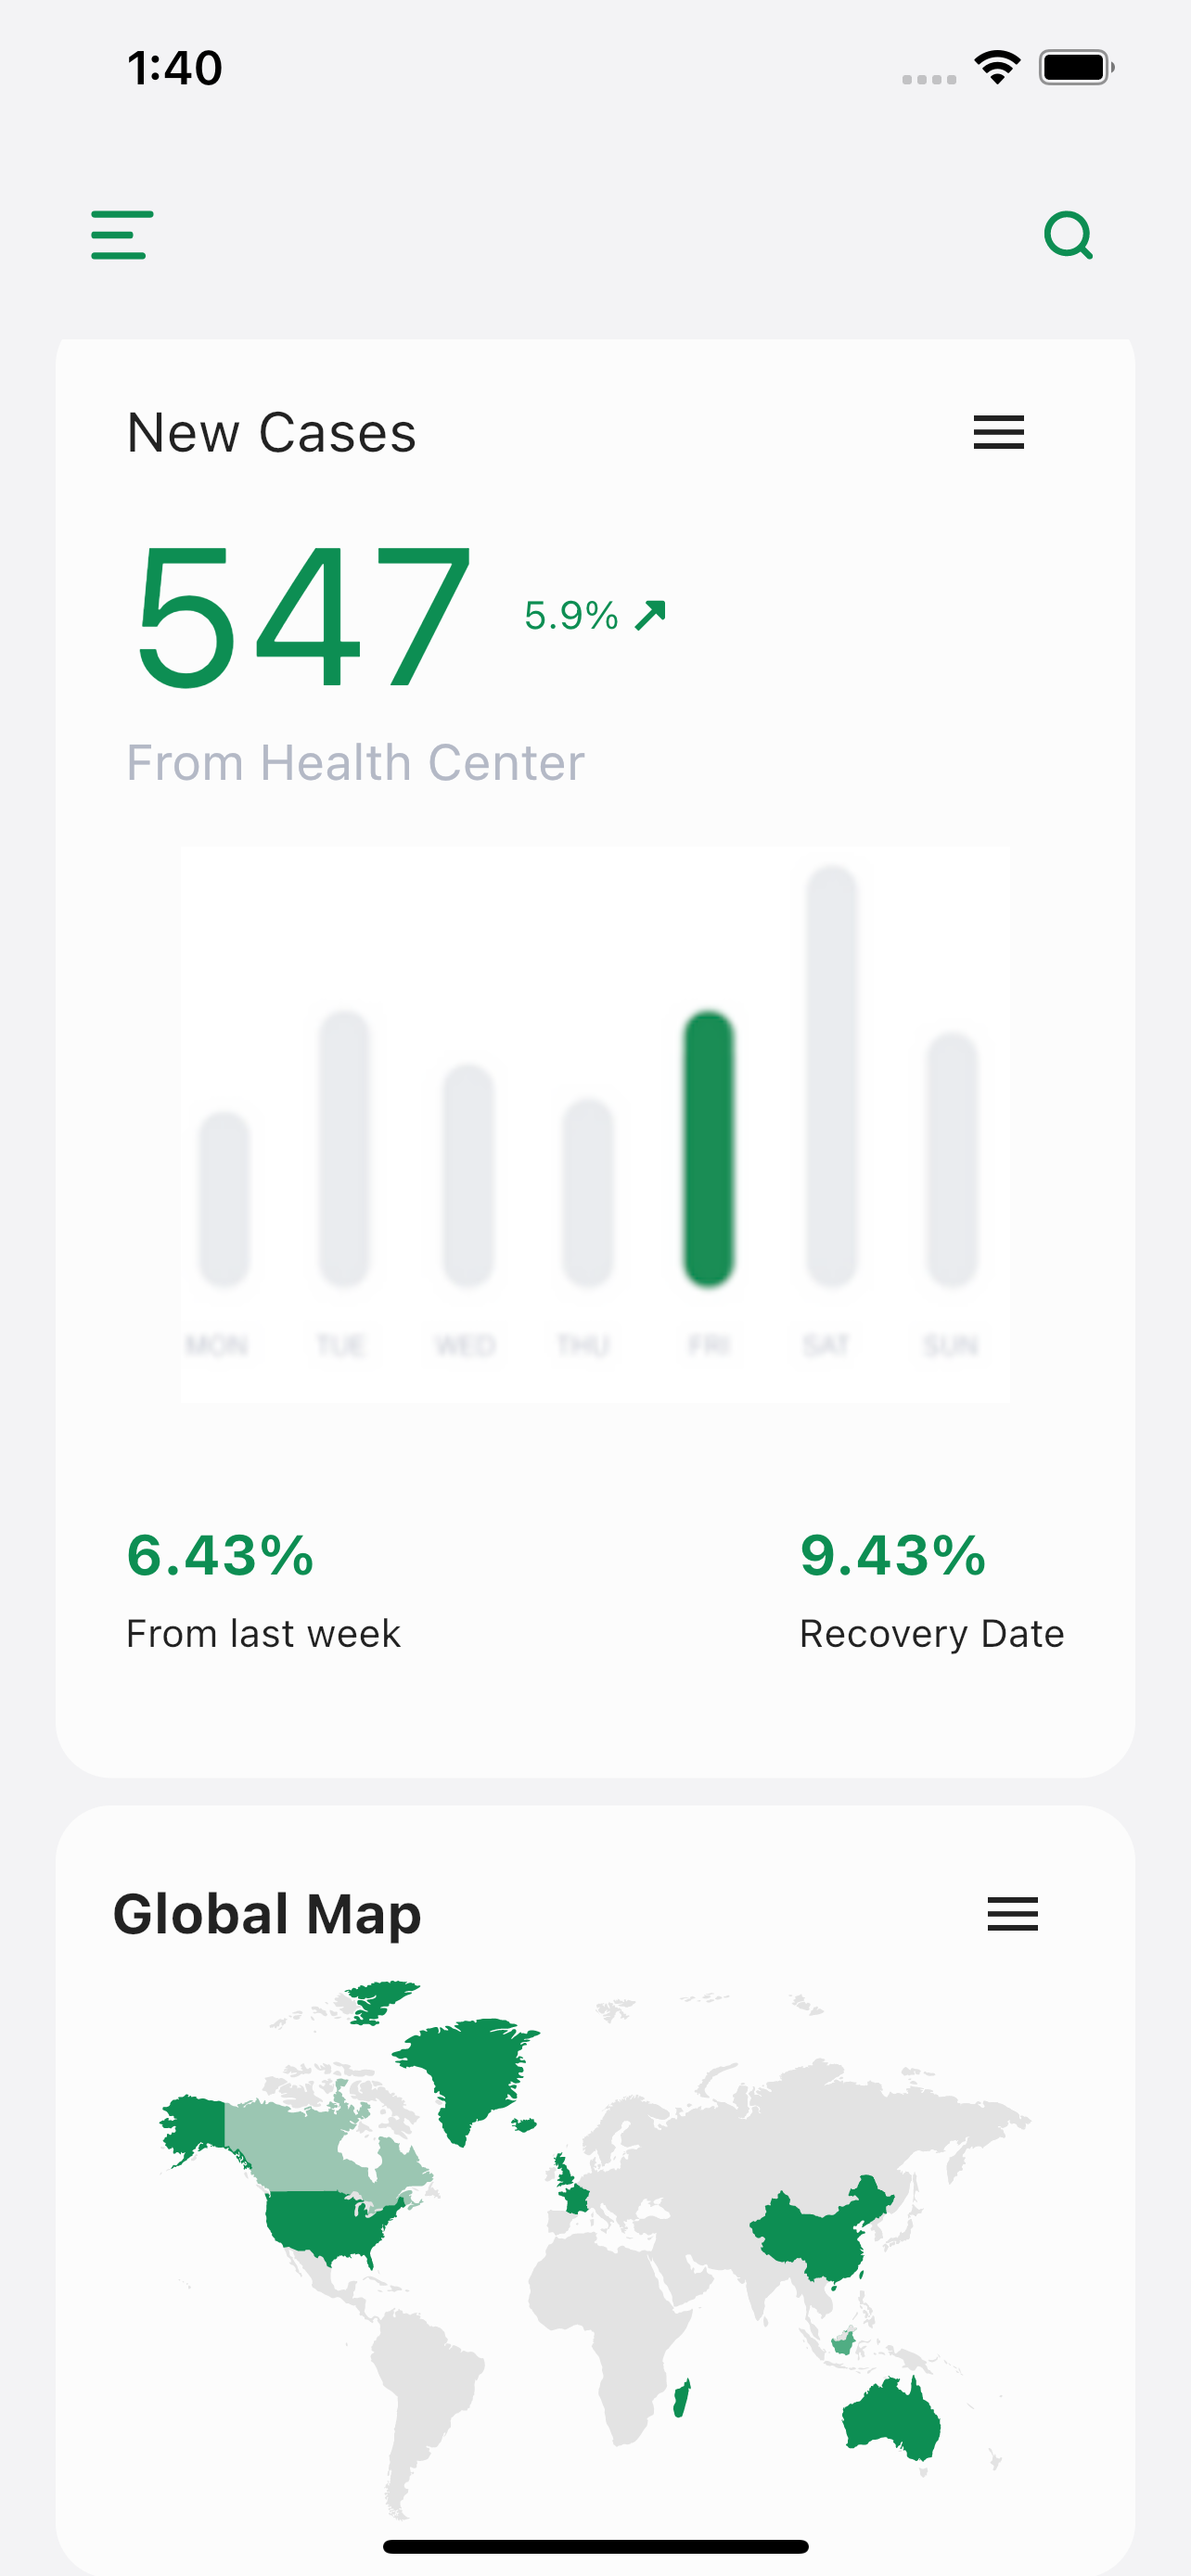 1:40
New Cases
547 5.9%
From Health Center
MON TUE WED THU FRI SAT SUN
6.43% 9.43%
From last week Recovery Date
Global Map